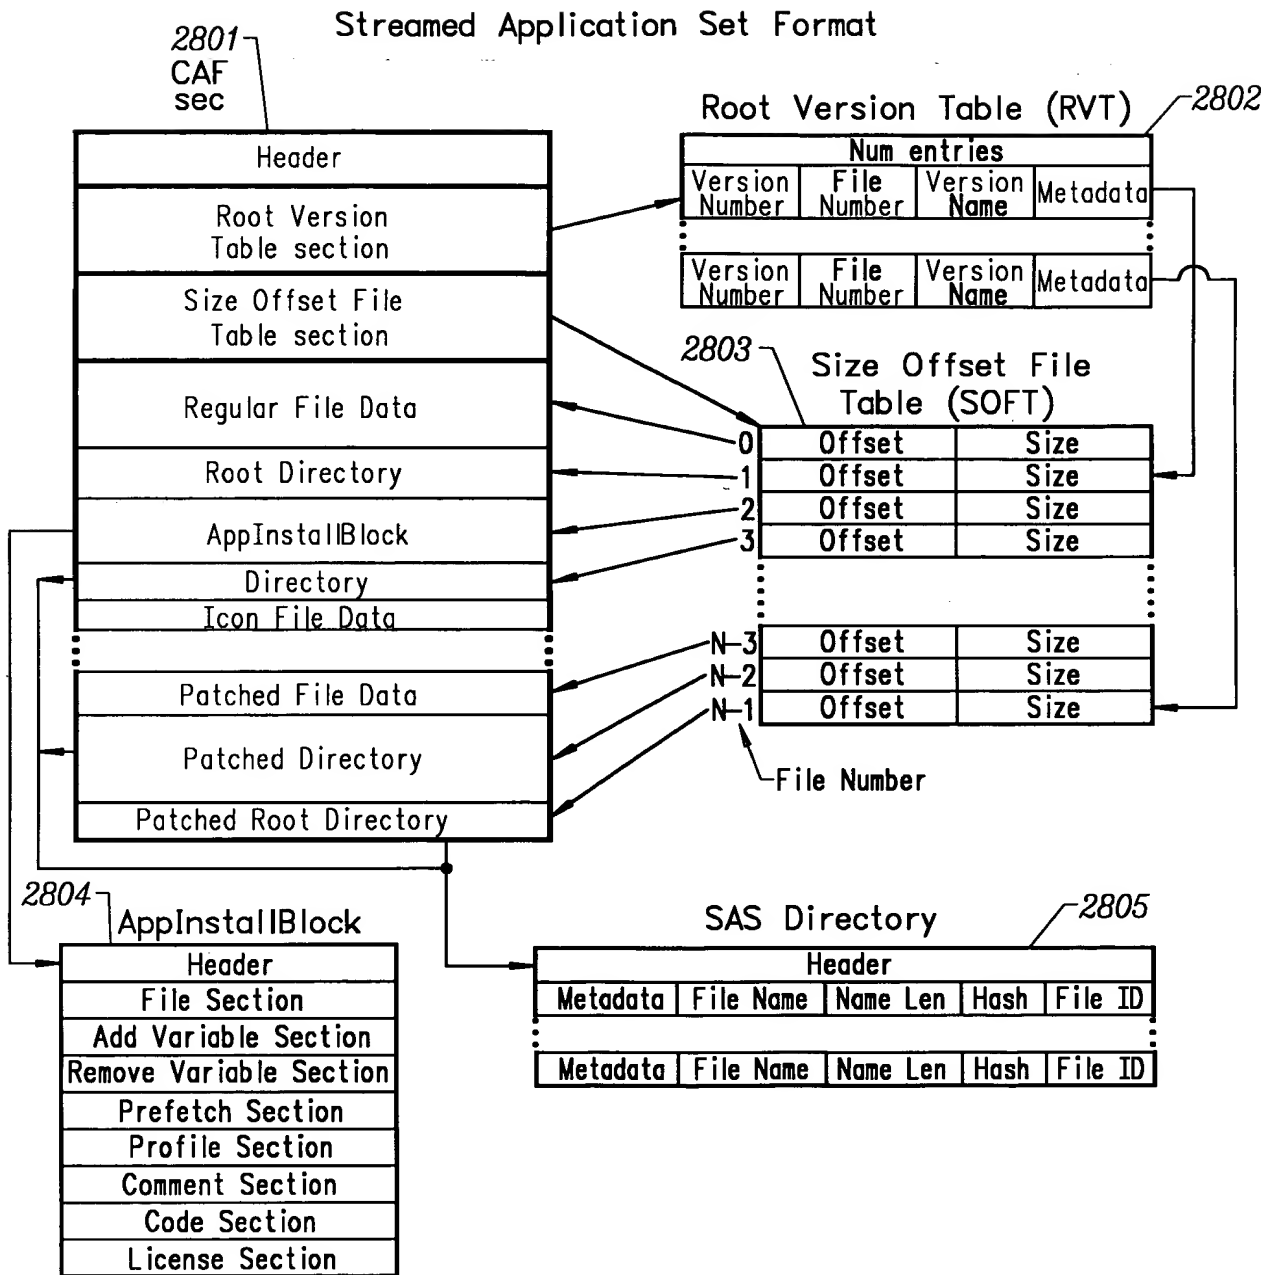 Streamed Application Set Format
2801
CAF
sec
Header
Root Version
Table section
Size Offset File
Table section
Regular File Data
Root Directory
AppInstallBlock
Directory
Icon File Data
Patched File Data
Patched Directory
Patched Root Directory
Root Version Table (RVT)
2802
Num entries
Version Number File Number Version Name Metadata
Version Number File Number Version Name Metadata
2803
Size Offset File
Table (SOFT)
0 Offset Size
1 Offset Size
2 Offset Size
3 Offset Size
N-3 Offset Size
N-2 Offset Size
N-1 Offset Size
File Number
2804
AppInstallBlock
Header
File Section
Add Variable Section
Remove Variable Section
Prefetch Section
Profile Section
Comment Section
Code Section
License Section
SAS Directory
2805
Header
Metadata File Name Name Len Hash File ID
Metadata File Name Name Len Hash File ID